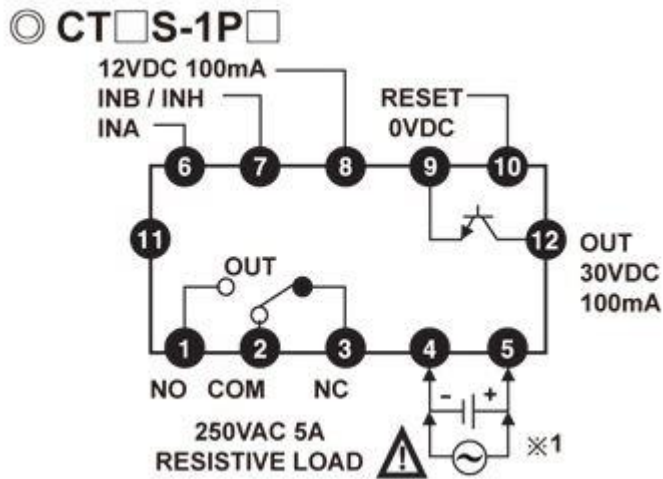 ◎ CT□S-1P□
12VDC 100mA
INB / INH
INA
RESET
0VDC
6 7 8 9 10
11
12
OUT
30VDC
100mA
OUT
1 2 3 4 5
NO COM NC
- +
250VAC 5A
RESISTIVE LOAD
※1